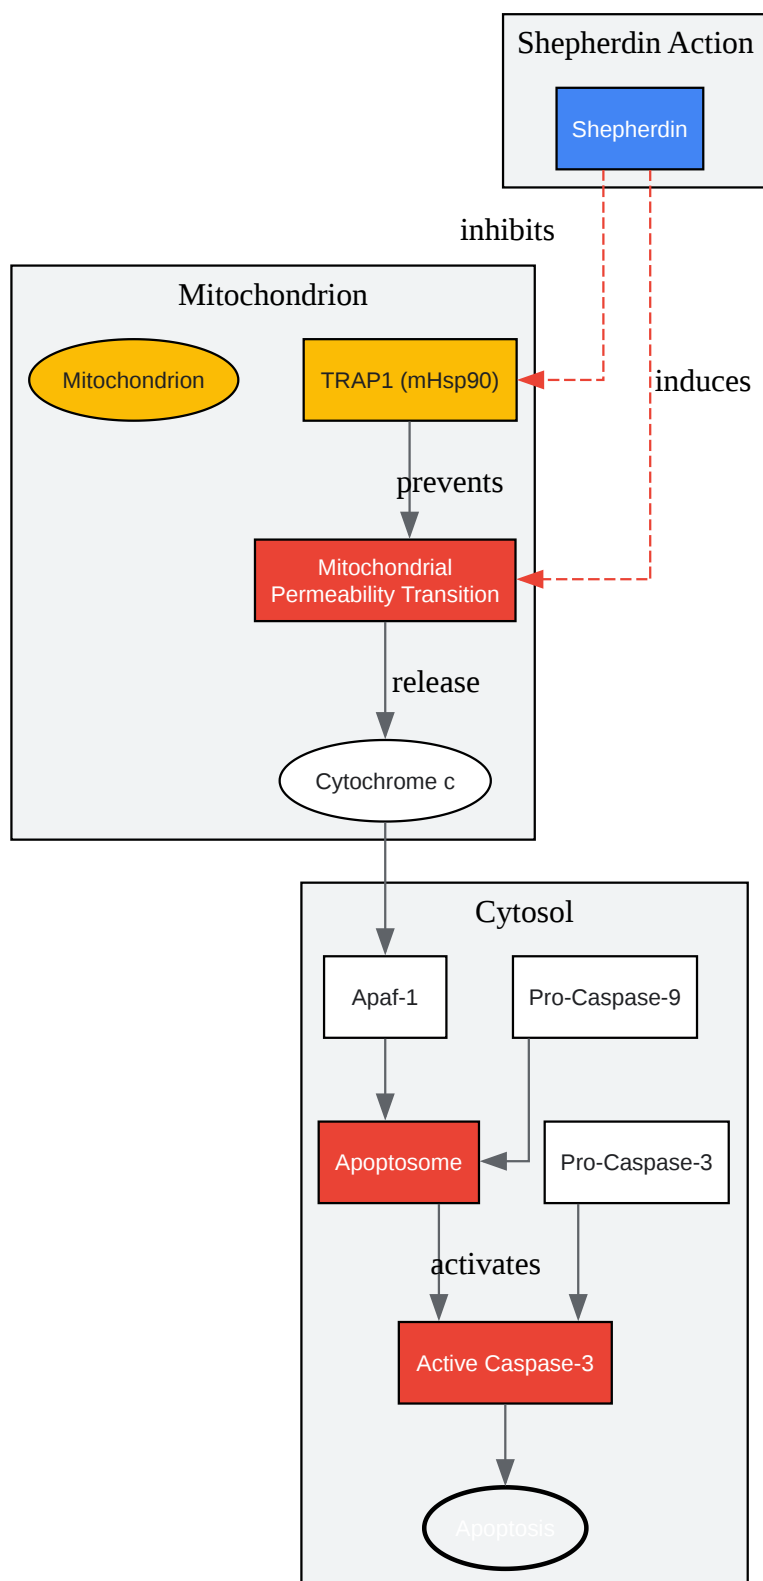 Shepherdin Action
Shepherdin
inhibits
Mitochondrion
Mitochondrion
TRAP1 (mHsp90)
induces
prevents
Mitochondrial
Permeability Transition
release
Cytochrome c
Cytosol
Apaf-1
Pro-Caspase-9
Apoptosome
Pro-Caspase-3
activates
Active Caspase-3
Apoptosis